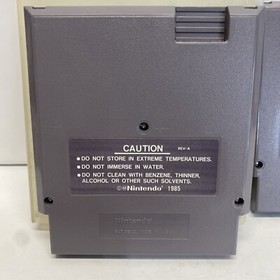 CAUTION REV-A
• DO NOT STORE IN EXTREME TEMPERATURES.
• DO NOT IMMERSE IN WATER.
• DO NOT CLEAN WITH BENZENE, THINNER,
ALCOHOL OR OTHER SUCH SOLVENTS.
©®Nintendo® 1985
Nintendo